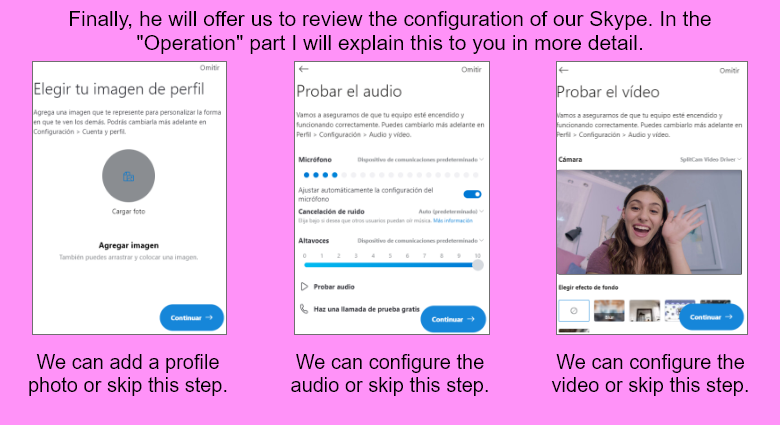 Finally, he will offer us to review the configuration of our Skype. In the
"Operation" part I will explain this to you in more detail.
Omitir
Elegir tu imagen de perfil
Agrega una imagen que te represente para personalizar la forma
en que te ven los demás. Podrás cambiarla más adelante en
Configuración > Cuenta y perfil.
Cargar foto
Agregar imagen
También puedes arrastrar y colocar una imagen.
Continuar
We can add a profile
photo or skip this step.
Omitir
Probar el audio
Vamos a asegurarnos de que tu equipo esté encendido y
funcionando correctamente. Puedes cambiarlo más adelante en
Perfil > Configuración > Audio y vídeo.
Micrófono Dispositivo de comunicaciones predeterminado
Ajustar automáticamente la configuración del
micrófono
Cancelación de ruido Auto (predeterminada)
Elija bajo si desea que otros usuarios puedan oír música. Más información
Altavoces Dispositivo de comunicaciones predeterminado
0 1 2 3 4 5 6 7 8 9 10
Probar audio
Haz una llamada de prueba gratis
Continuar
We can configure the
audio or skip this step.
Omitir
Probar el vídeo
Vamos a asegurarnos de que tu equipo esté encendido y
funcionando correctamente. Puedes cambiarlo más adelante en
Perfil > Configuración > Audio y vídeo.
Cámara SplitCam Video Driver
Elegir efecto de fondo
Continuar
We can configure the
video or skip this step.